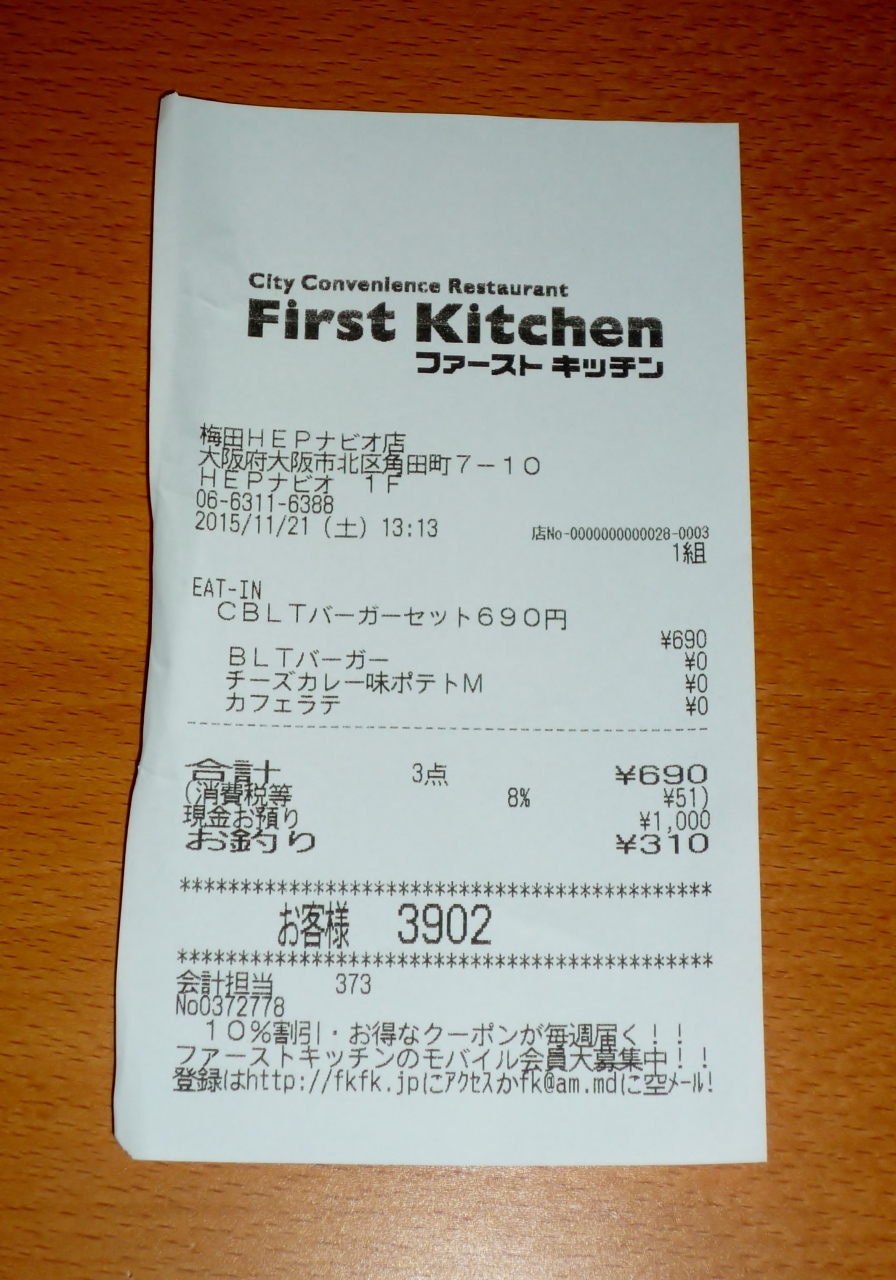 City Convenience Restaurant
First Kitchen
ファースト キッチン
梅田HEPナビオ店
大阪府大阪市北区角田町7-10
HEPナビオ 1F
06-6311-6388
2015/11/21 (土) 13:13
店No-0000000000028-0003
1組
EAT-IN
CBLTバーガーセット690円
¥690
BLTバーガー ¥0
チーズカレー味ポテトM ¥0
カフェラテ ¥0
合計 3点 ¥690
(消費税等 8% ¥51)
現金お預り ¥1,000
お釣り ¥310
********************************************
お客様 3902
********************************************
会計担当 373
No0372778
10%割引・お得なクーポンが毎週届く!!
ファーストキッチンのモバイル会員大募集中!!
登録はhttp://fkfk.jpにアクセスかfk@am.mdに空メール!